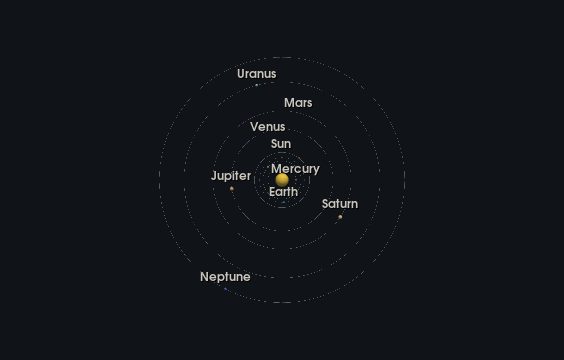 Uranus
Mars
Venus
Sun
Mercury
Jupiter
Earth
Saturn
Neptune